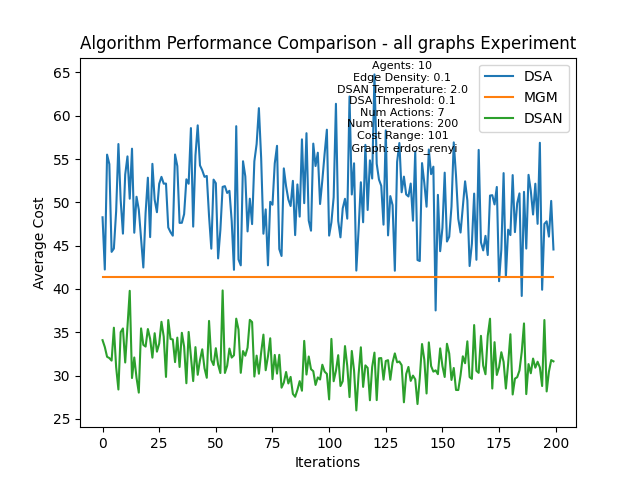 Algorithm Performance Comparison - all graphs Experiment
Agents: 10
Edge Density: 0.1
DSAN Temperature: 2.0
DSA Threshold: 0.1
Num Actions: 7
Num Iterations: 200
Cost Range: 101
Graph: erdos_renyi
DSA
MGM
DSAN
Average Cost
65
60
55
50
45
40
35
30
25
0 25 50 75 100 125 150 175 200
Iterations